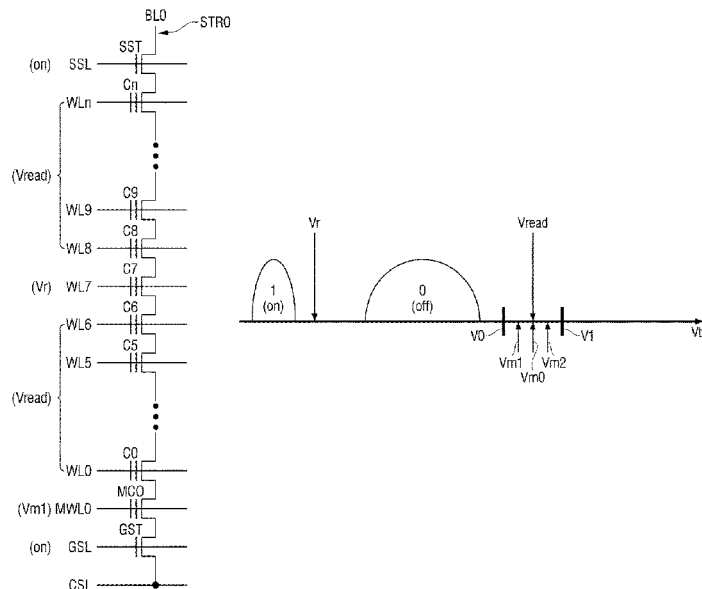 BL0
STR0
SST
(on) SSL
Cn
WLn
(Vread)
C9
WL9
C8
WL8
C7
(Vr) WL7
C6
WL6
C5
WL5
(Vread)
C0
WL0
MCO
(Vm1) MWL0
GST
(on) GSL
CSL
Vr
Vread
1
(on)
0
(off)
V0
V1
Vt
Vm1
Vm2
Vm0